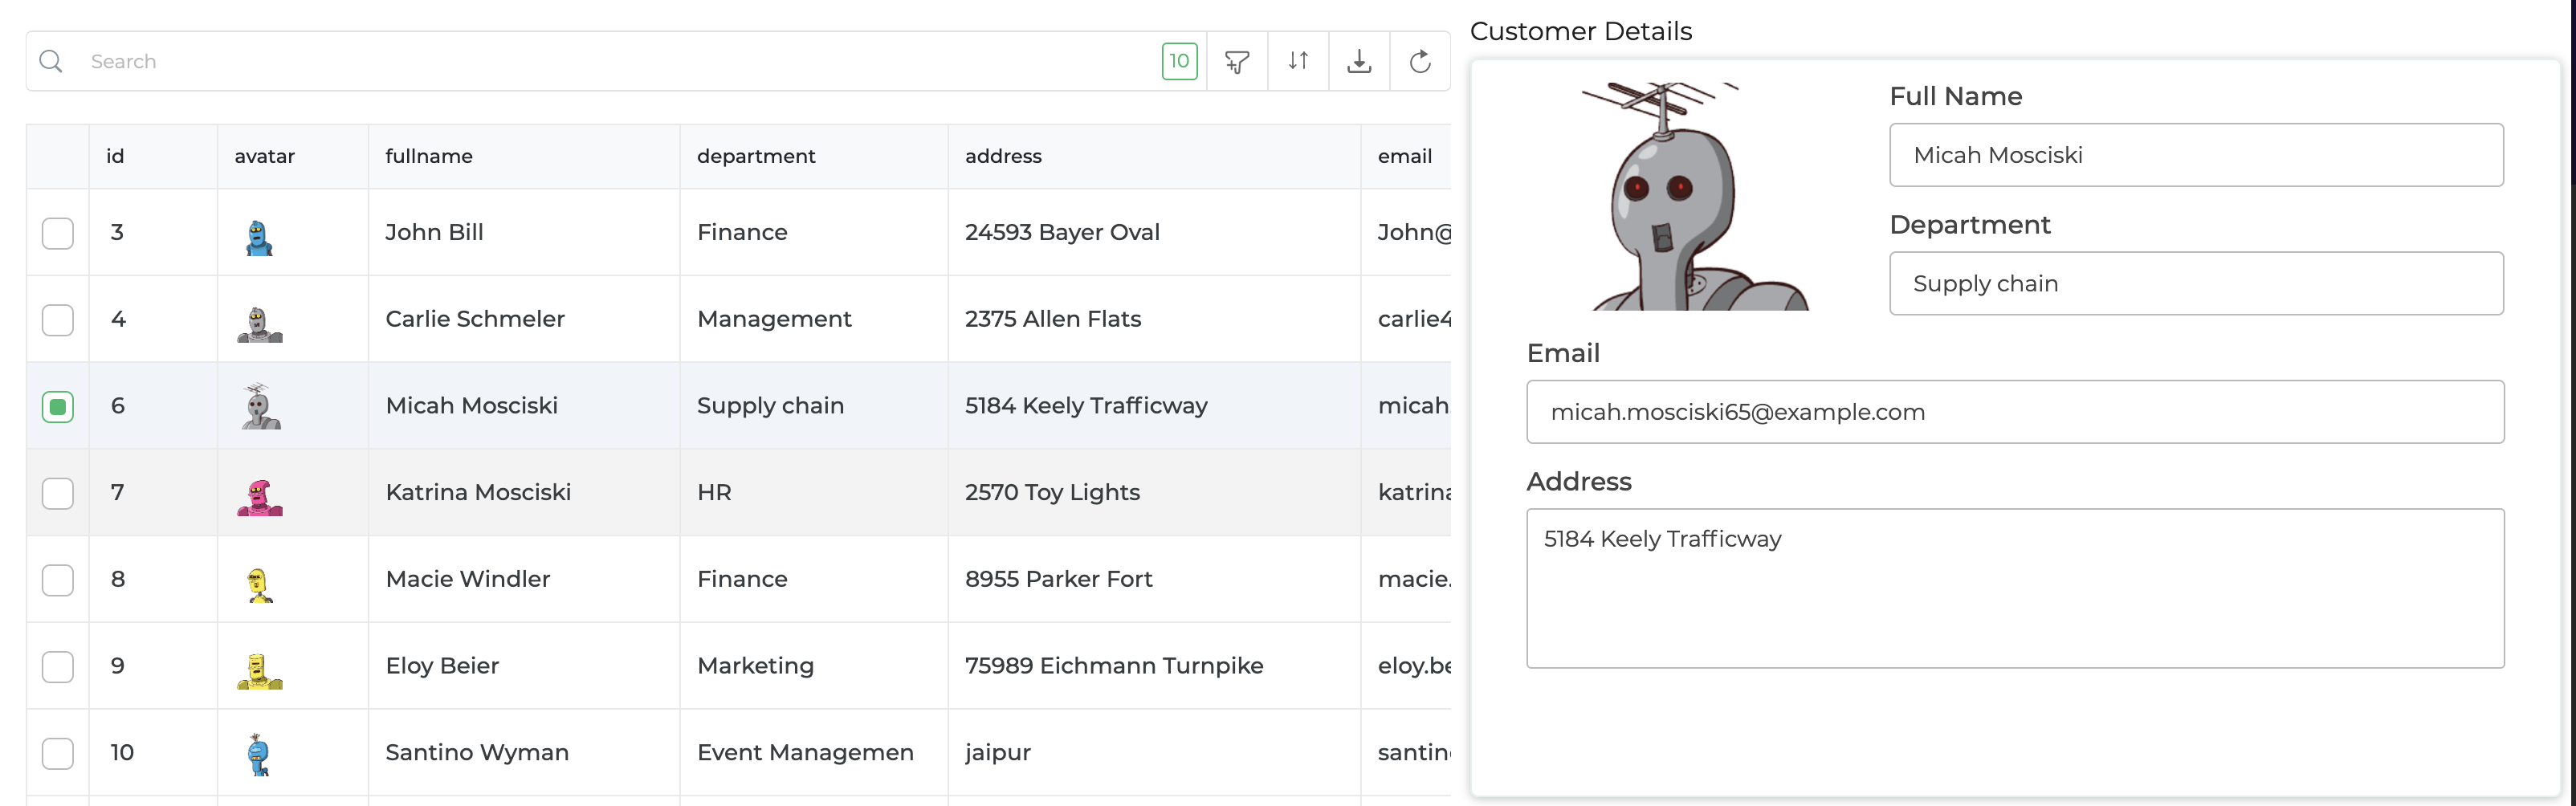 Search
10
id avatar fullname department address email
3 John Bill Finance 24593 Bayer Oval John@
4 Carlie Schmeler Management 2375 Allen Flats carlie4
6 Micah Mosciski Supply chain 5184 Keely Trafficway micah.
7 Katrina Mosciski HR 2570 Toy Lights katrina
8 Macie Windler Finance 8955 Parker Fort macie.
9 Eloy Beier Marketing 75989 Eichmann Turnpike eloy.be
10 Santino Wyman Event Managemen jaipur santin
Customer Details
Full Name
Micah Mosciski
Department
Supply chain
Email
micah.mosciski65@example.com
Address
5184 Keely Trafficway